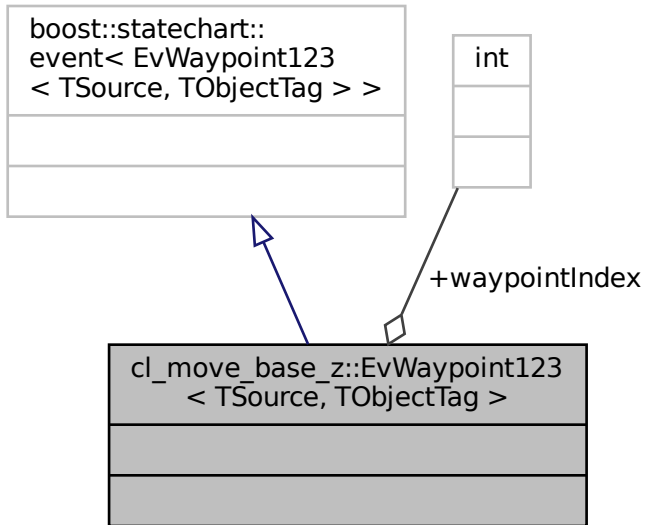 boost::statechart::
event< EvWaypoint123
< TSource, TObjectTag > >
int
+waypointIndex
cl_move_base_z::EvWaypoint123
< TSource, TObjectTag >